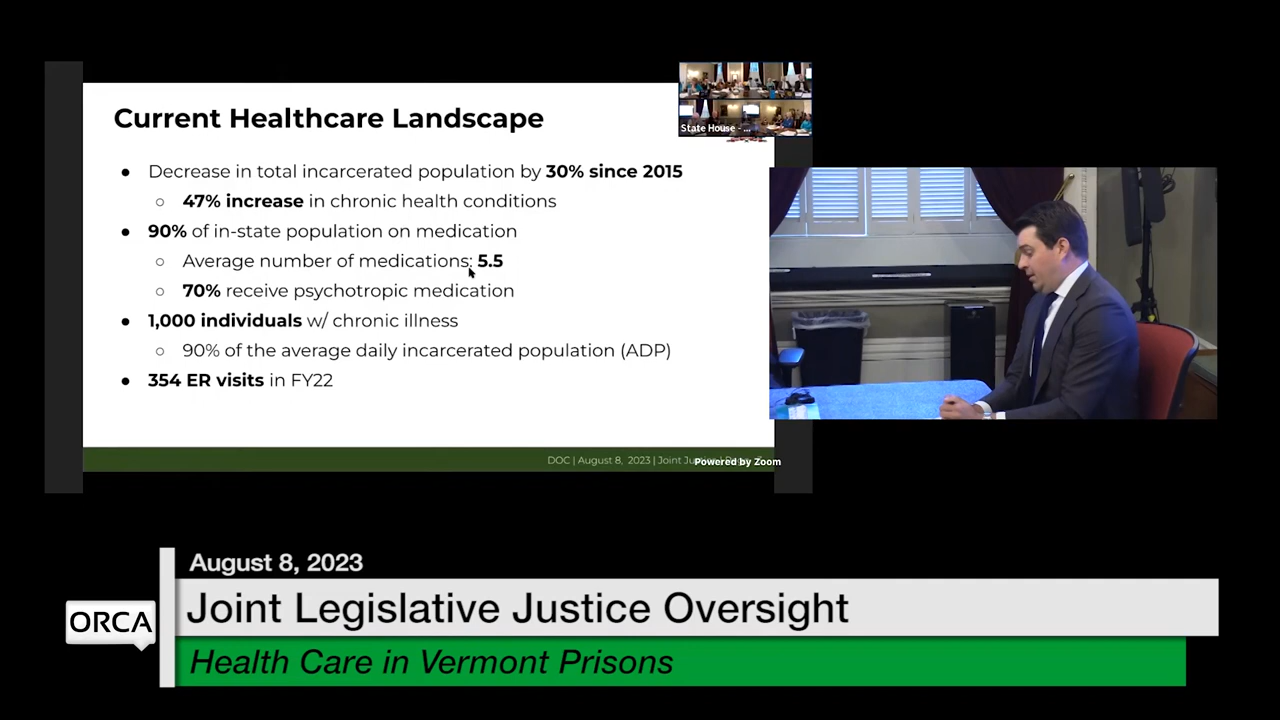 Current Healthcare Landscape
State House - ...
● Decrease in total incarcerated population by 30% since 2015
○ 47% increase in chronic health conditions
● 90% of in-state population on medication
○ Average number of medications: 5.5
○ 70% receive psychotropic medication
● 1,000 individuals w/ chronic illness
○ 90% of the average daily incarcerated population (ADP)
● 354 ER visits in FY22
DOC | August 8, 2023 | Joint
Powered by Zoom
August 8, 2023
ORCA
Joint Legislative Justice Oversight
Health Care in Vermont Prisons